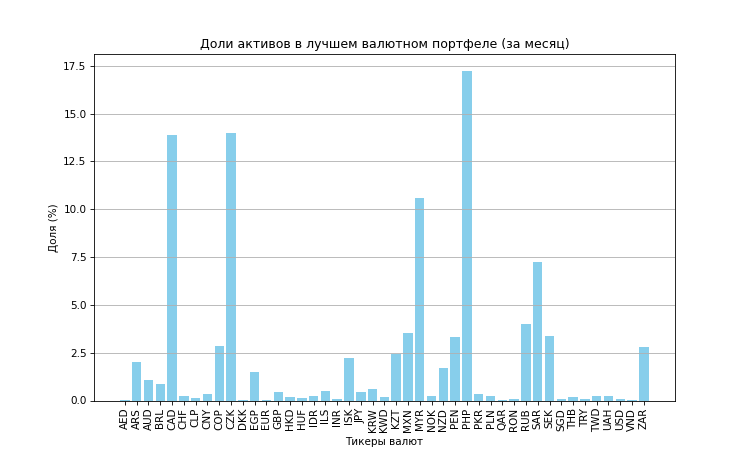 Доли активов в лучшем валютном портфеле (за месяц)
17.5
15.0
12.5
10.0
7.5
5.0
2.5
0.0
Доля (%)
AED ARS AUD BRL CAD CHF CLP CNY COP CZK DKK EGP EUR GBP HKD HUF IDR ILS INR ISK JPY KRW KWD KZT MXN MYR NOK NZD PEN PHP PKR PLN QAR RON RUB SAR SEK SGD THB TRY TWD UAH USD VND ZAR
Тикеры валют